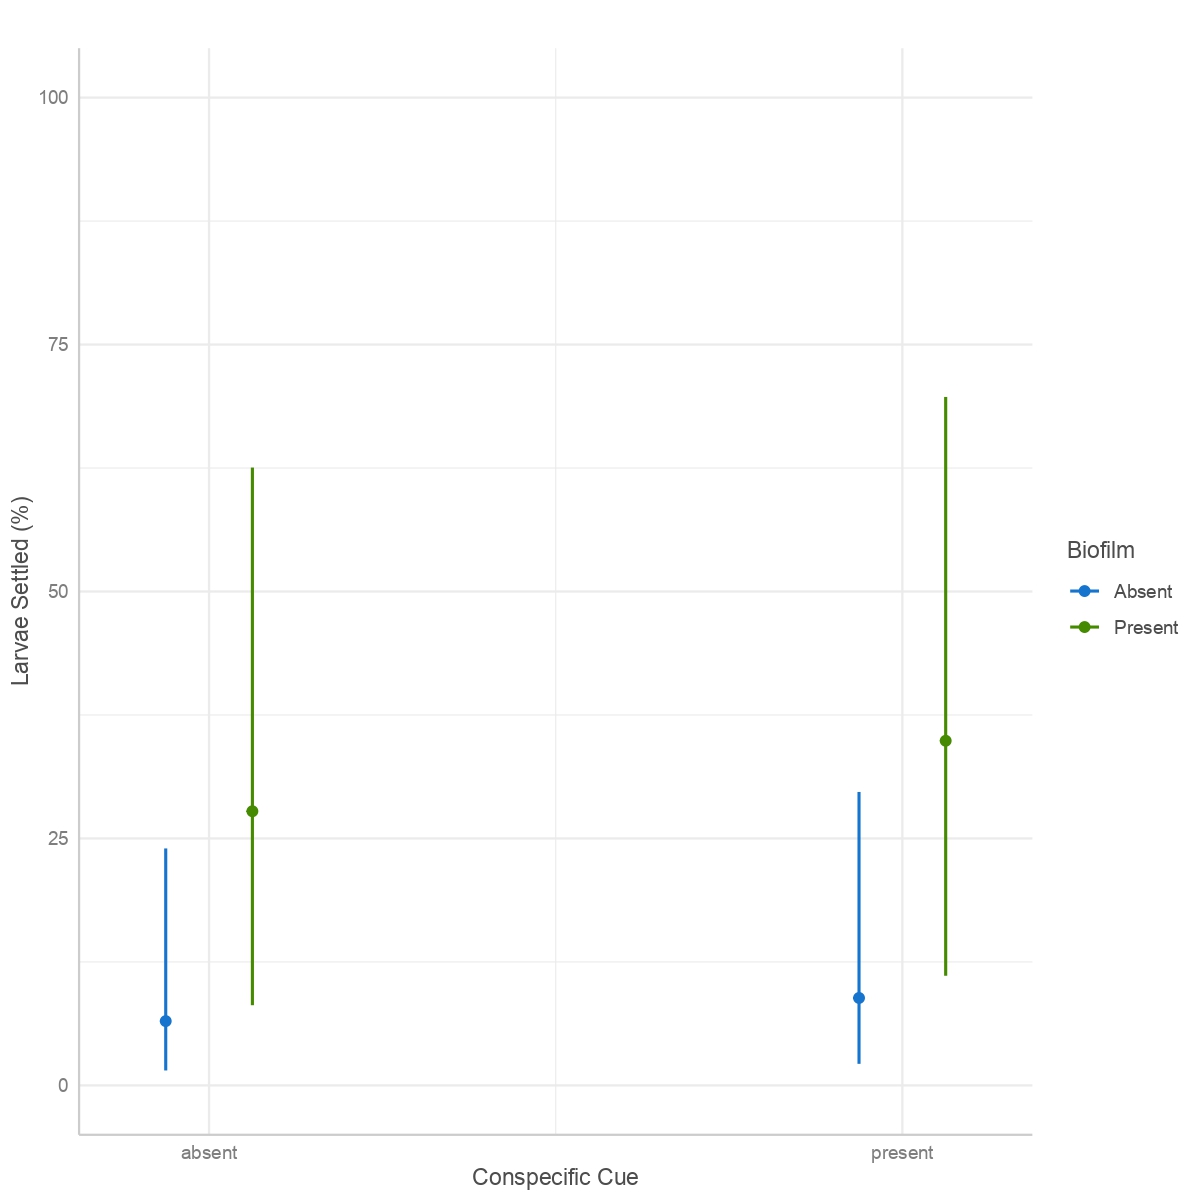 100
75
50
25
0
Larvae Settled (%)
absent
present
Conspecific Cue
Biofilm
Absent
Present